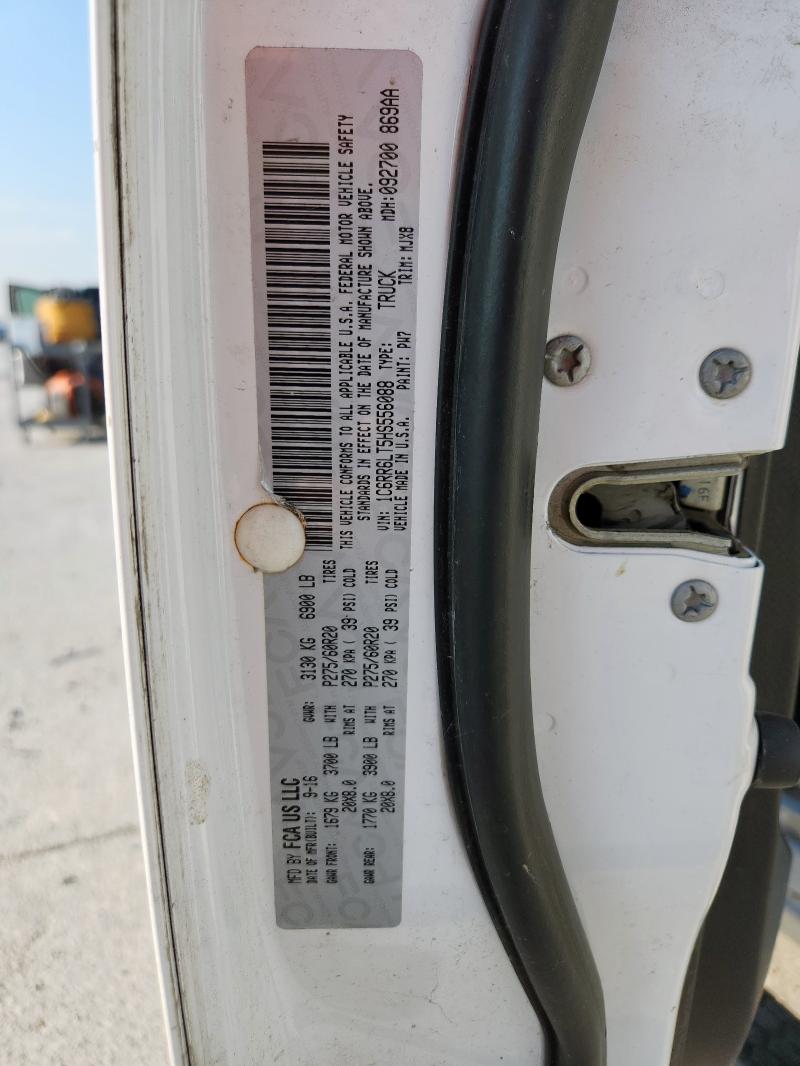 MFD BY FCA US LLC
DATE OF MFR(BUILT): 9-16 GVWR: 3130 KG 6900 LB
GAWR FRONT: 1679 KG 3700 LB WITH P275/60R20 TIRES
20X8.0 RIMS AT 270 KPA ( 39 PSI) COLD
GAWR REAR: 1770 KG 3900 LB WITH P275/60R20 TIRES
20X8.0 RIMS AT 270 KPA ( 39 PSI) COLD
THIS VEHICLE CONFORMS TO ALL APPLICABLE U.S.A. FEDERAL MOTOR VEHICLE SAFETY
STANDARDS IN EFFECT ON THE DATE OF MANUFACTURE SHOWN ABOVE.
VIN: 1C6RR6LT5HS556088 TYPE: TRUCK MDH:092700 869AA
VEHICLE MADE IN U.S.A. PAINT: PW7 TRIM: MJX8
16F